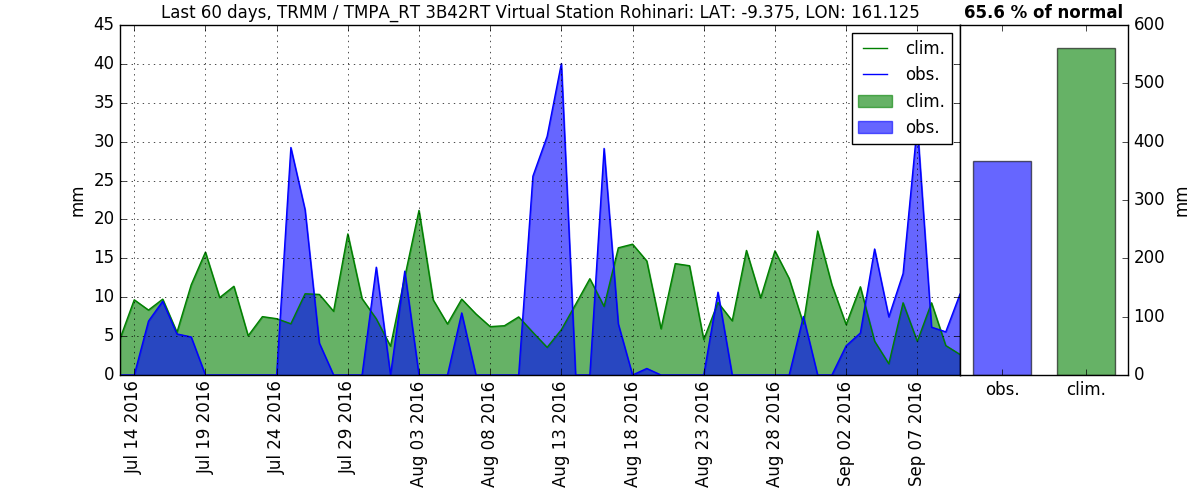 Last 60 days, TRMM / TMPA_RT 3B42RT Virtual Station Rohinari: LAT: -9.375, LON: 161.125
65.6 % of normal
mm
45
40
35
30
25
20
15
10
5
0
clim.
obs.
clim.
obs.
Jul 14 2016
Jul 19 2016
Jul 24 2016
Jul 29 2016
Aug 03 2016
Aug 08 2016
Aug 13 2016
Aug 18 2016
Aug 23 2016
Aug 28 2016
Sep 02 2016
Sep 07 2016
obs.
clim.
600
500
400
300
200
100
0
mm